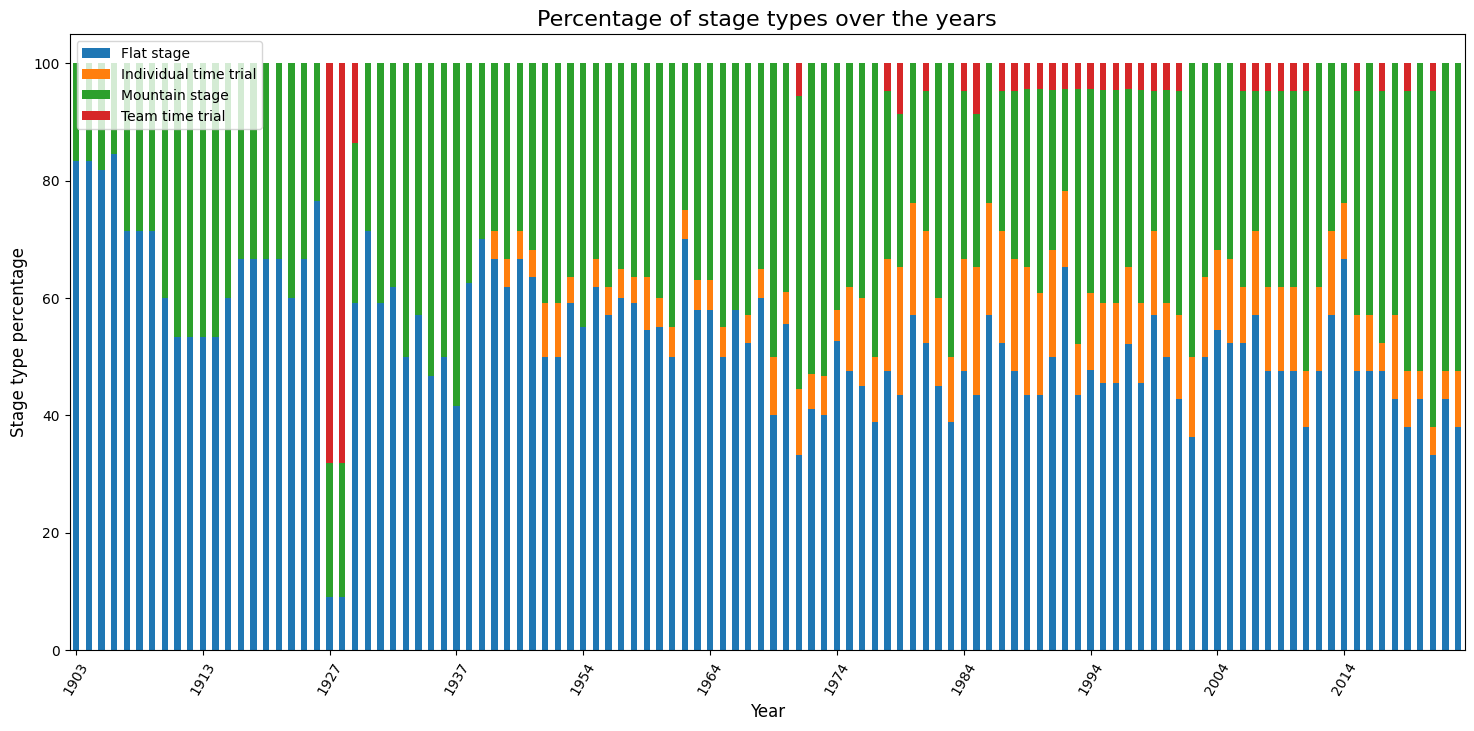 Percentage of stage types over the years
Flat stage
Individual time trial
Mountain stage
Team time trial
Stage type percentage
100
80
60
40
20
0
1903
1913
1927
1937
1954
1964
1974
1984
1994
2004
2014
Year